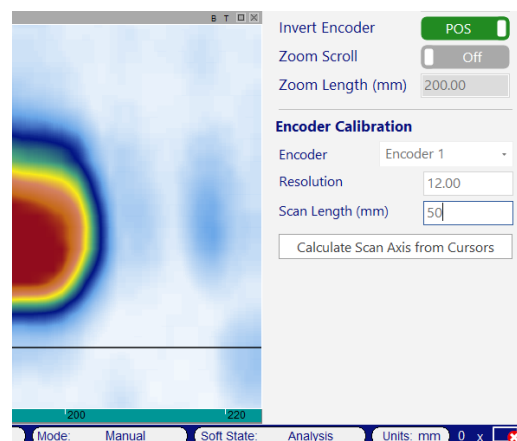 B T
Invert Encoder POS
Zoom Scroll Off
Zoom Length (mm) 200.00
Encoder Calibration
Encoder Encoder 1
Resolution 12.00
Scan Length (mm) 50
Calculate Scan Axis from Cursors
200 220
Mode: Manual Soft State: Analysis Units: mm 0 x